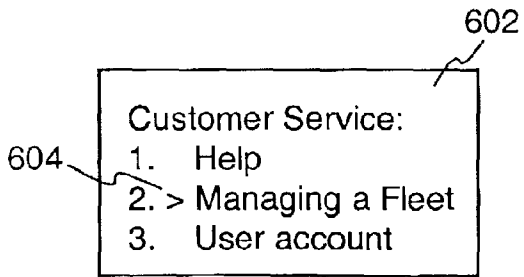 602
Customer Service:
1. Help
604
2. > Managing a Fleet
3. User account